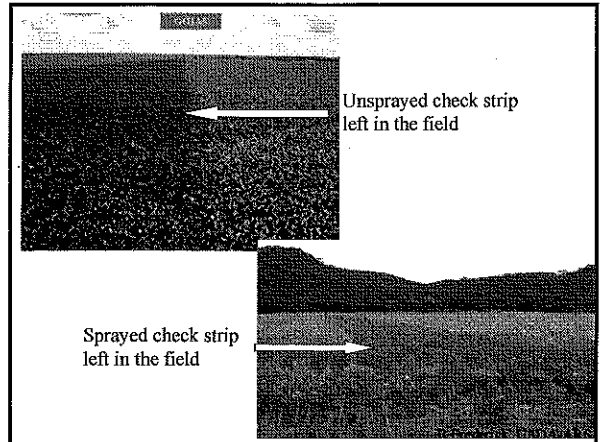 Unsprayed check strip
left in the field
Sprayed check strip
left in the field